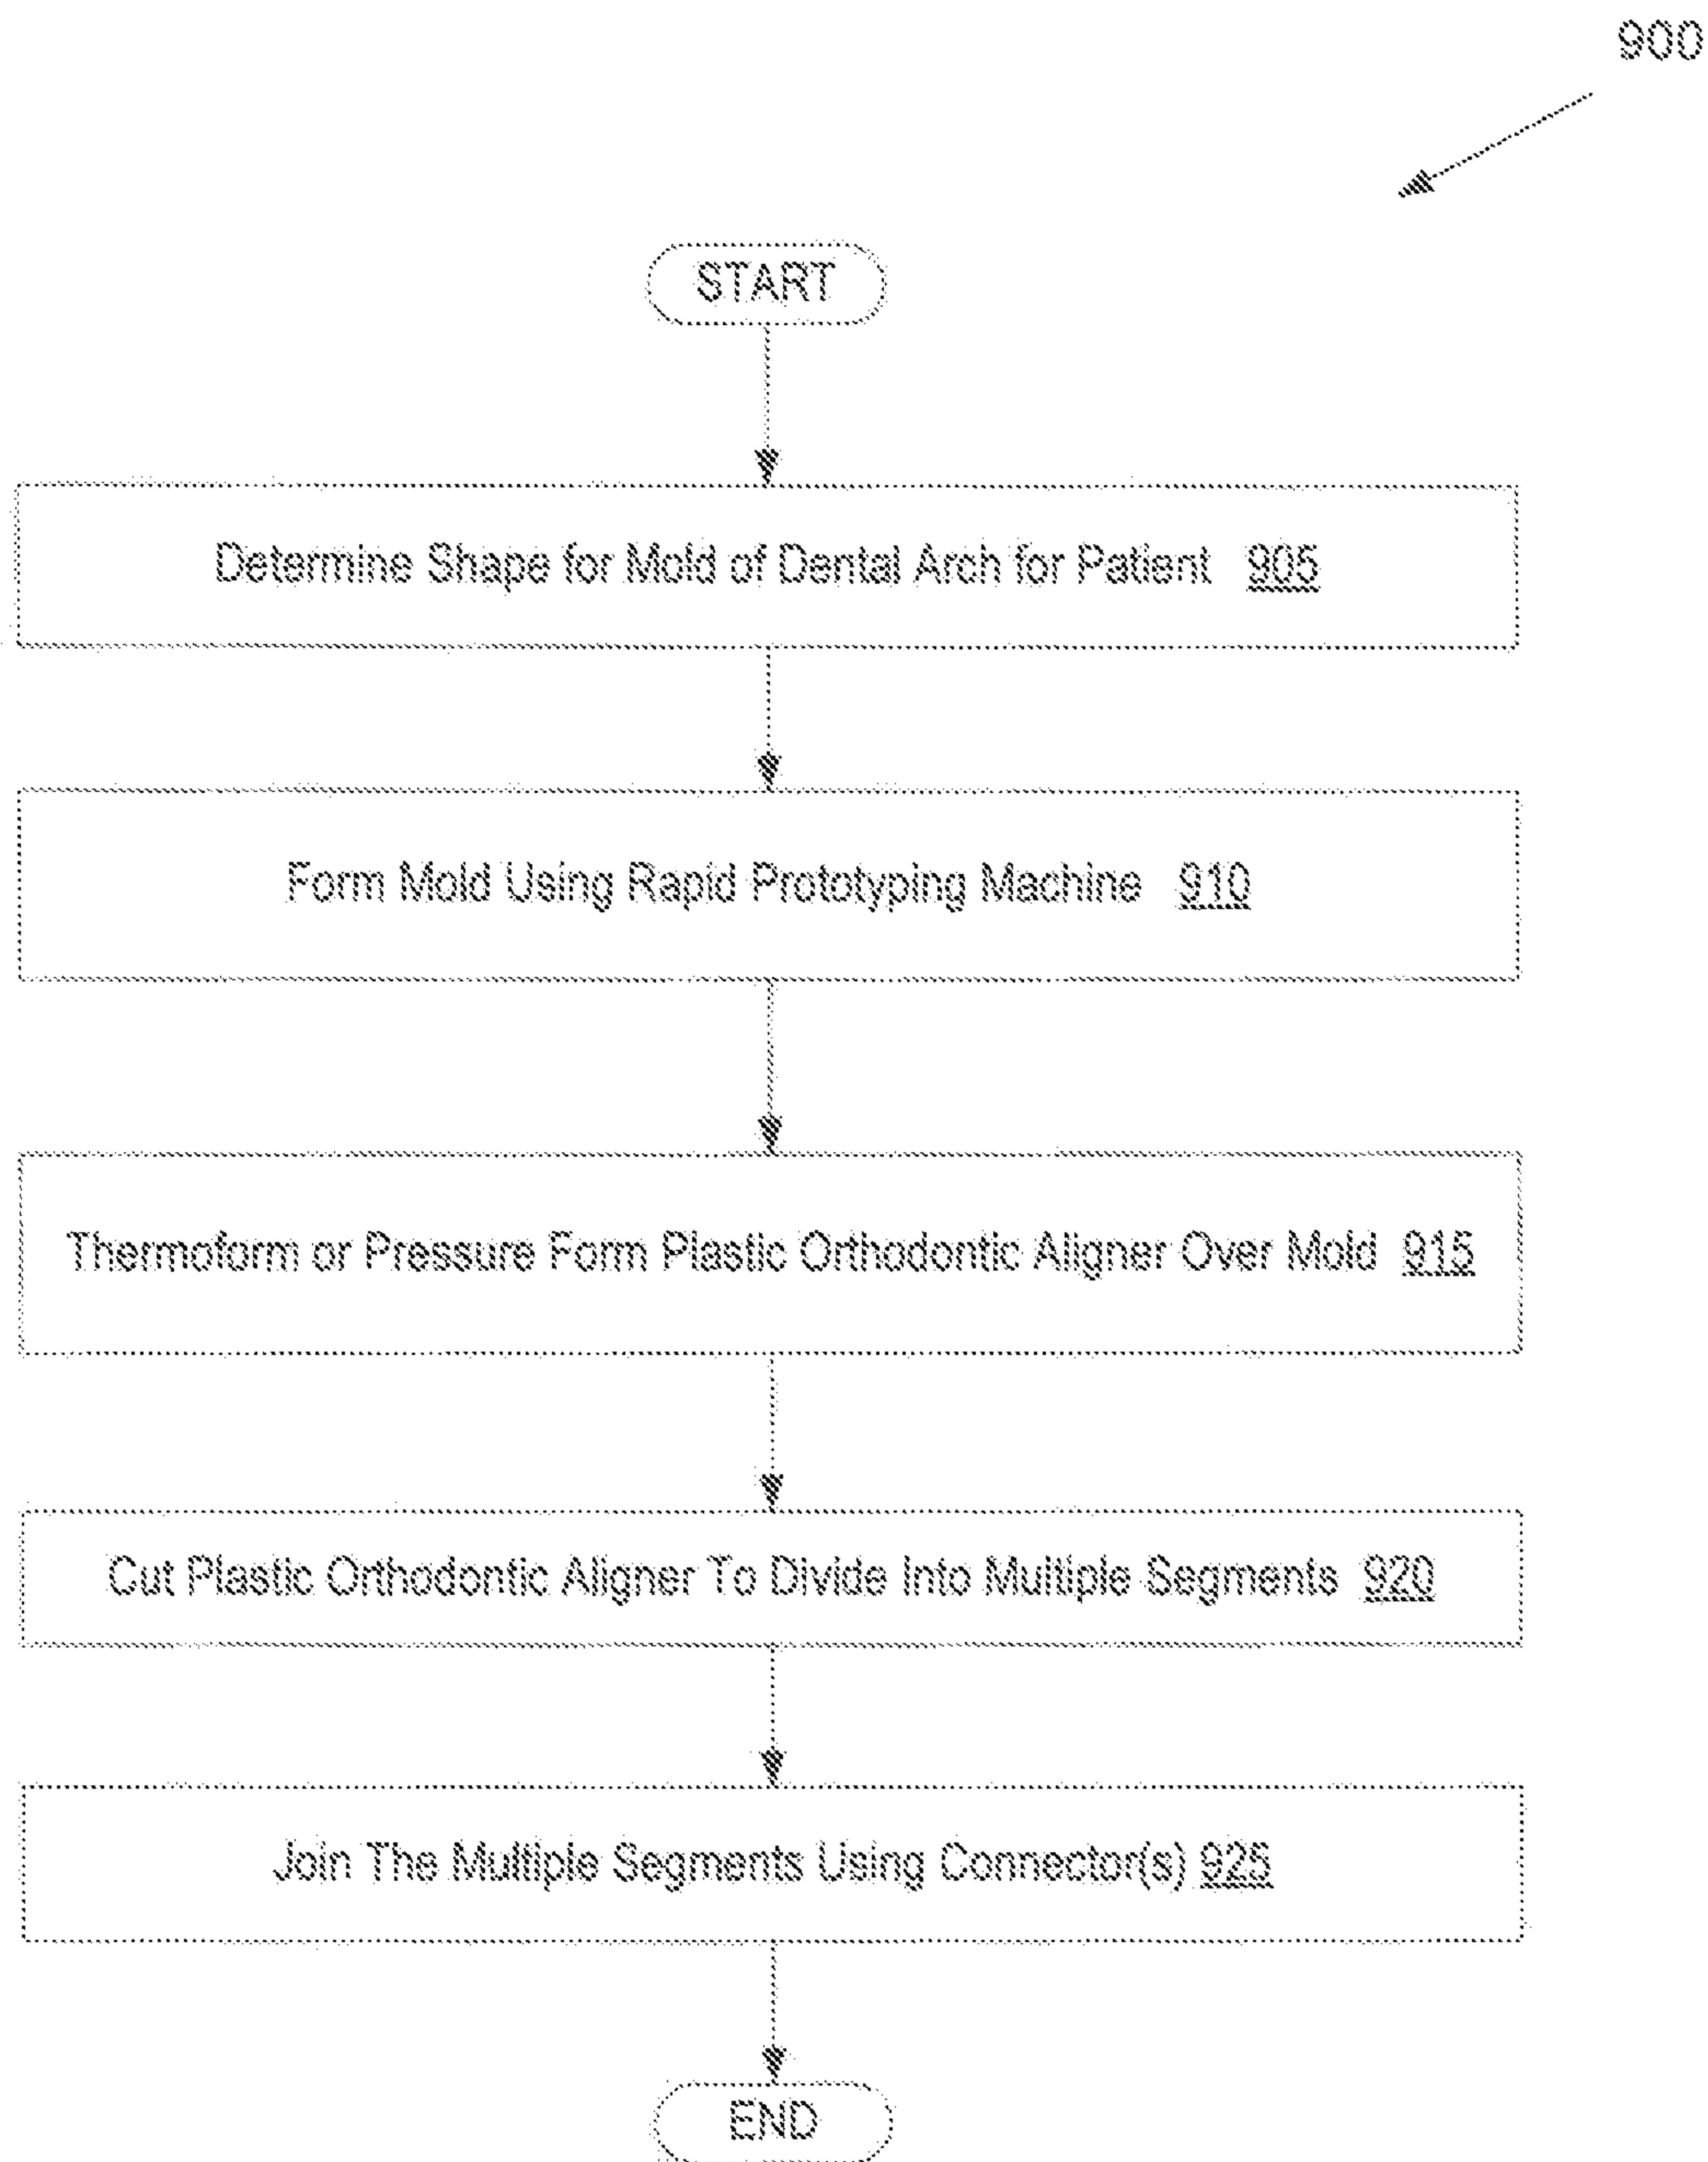 900
START
Determine Shape for Mold of Dental Arch for Patient 905
Form Mold Using Rapid Prototyping Machine 910
Thermoform or Pressure Form Plastic Orthodontic Aligner Over Mold 915
Cut Plastic Orthodontic Aligner To Divide Into Multiple Segments 920
Join The Multiple Segments Using Connector(s) 925
END